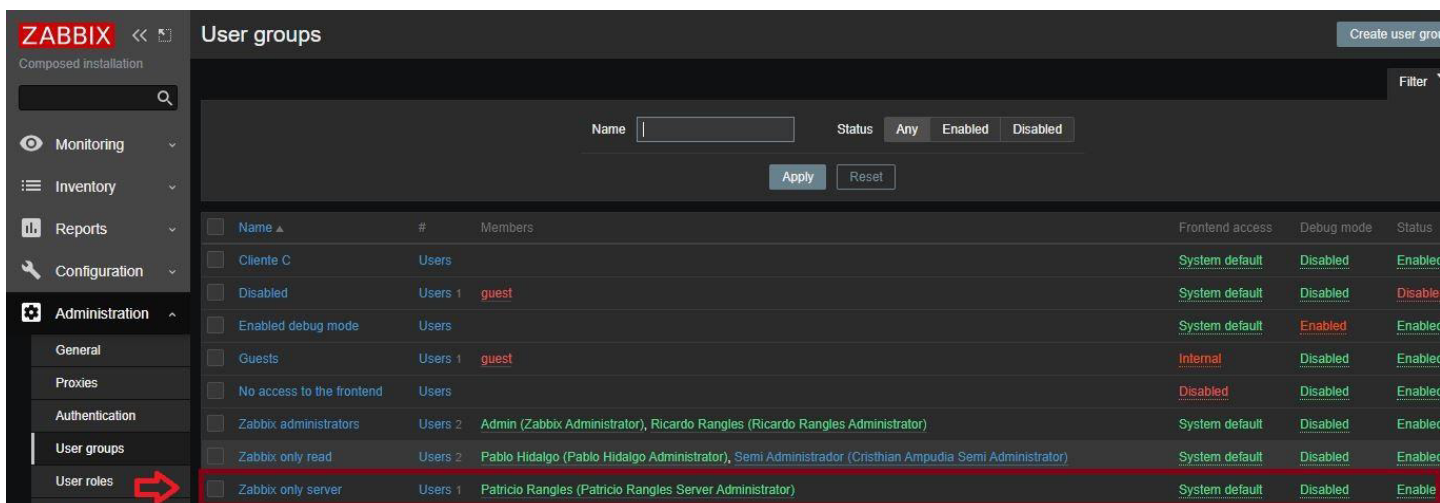 ZABBIX
User groups
Create user grou
Composed installation
Filter
Name
Status Any Enabled Disabled
Monitoring
Inventory
Apply Reset
Reports
Name # Members Frontend access Debug mode Status
Configuration
Cliente C Users System default Disabled Enabled
Disabled Users 1 guest System default Disabled Disable
Administration
Enabled debug mode Users System default Enabled Enabled
General
Guests Users 1 guest Internal Disabled Enabled
Proxies
No access to the frontend Users Disabled Disabled Enabled
Authentication
Zabbix administrators Users 2 Admin (Zabbix Administrator), Ricardo Rangles (Ricardo Rangles Administrator) System default Disabled Enabled
User groups
Zabbix only read Users 2 Pablo Hidalgo (Pablo Hidalgo Administrator), Semi Administrador (Cristhian Ampudia Semi Administrator) System default Disabled Enabled
User roles
Zabbix only server Users 1 Patricio Rangles (Patricio Rangles Server Administrator) System default Disabled Enable